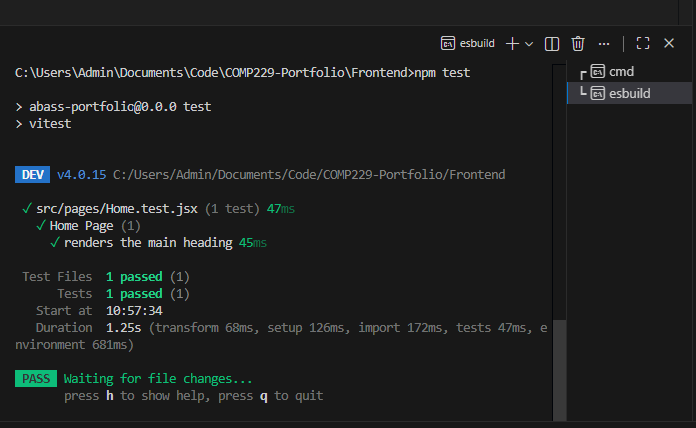 esbuild
C:\Users\Admin\Documents\Code\COMP229-Portfolio\Frontend>npm test
cmd
esbuild
> abass-portfolio@0.0.0 test
> vitest
DEV v4.0.15 C:/Users/Admin/Documents/Code/COMP229-Portfolio/Frontend
✓ src/pages/Home.test.jsx (1 test) 47ms
✓ Home Page (1)
✓ renders the main heading 45ms
Test Files 1 passed (1)
Tests 1 passed (1)
Start at 10:57:34
Duration 1.25s (transform 68ms, setup 126ms, import 172ms, tests 47ms, e
nvironment 681ms)
PASS Waiting for file changes...
press h to show help, press q to quit